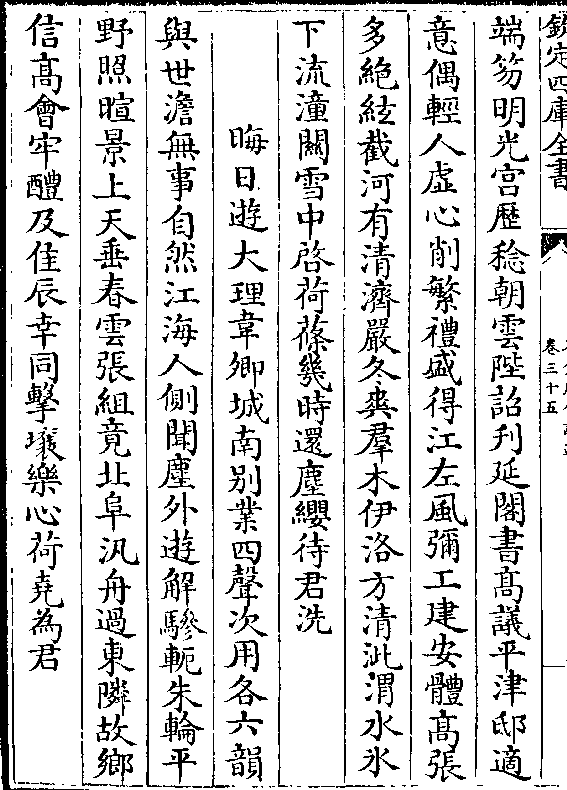 欽定四庫全書
卷三十五
端笏明光宫歴稔朝雲陛詔刋延閣書髙議平津邸適
意偶輕人虚心削繁禮盛得江左風彌工建安體髙張
多絶絃截河有清濟嚴冬爽羣木伊洛方清泚渭水氷
下流潼闗雪中啓荷蓧幾時還塵纓待君洗
晦日遊大理韋卿城南别業四聲次用各六韻
與世澹無事自然江海人側聞塵外遊解驂軛朱輪平
野照暄景上天垂春雲張組竟北阜汎舟過東隣故鄉
信髙會牢醴及佳辰幸同擊壤樂心荷堯為君